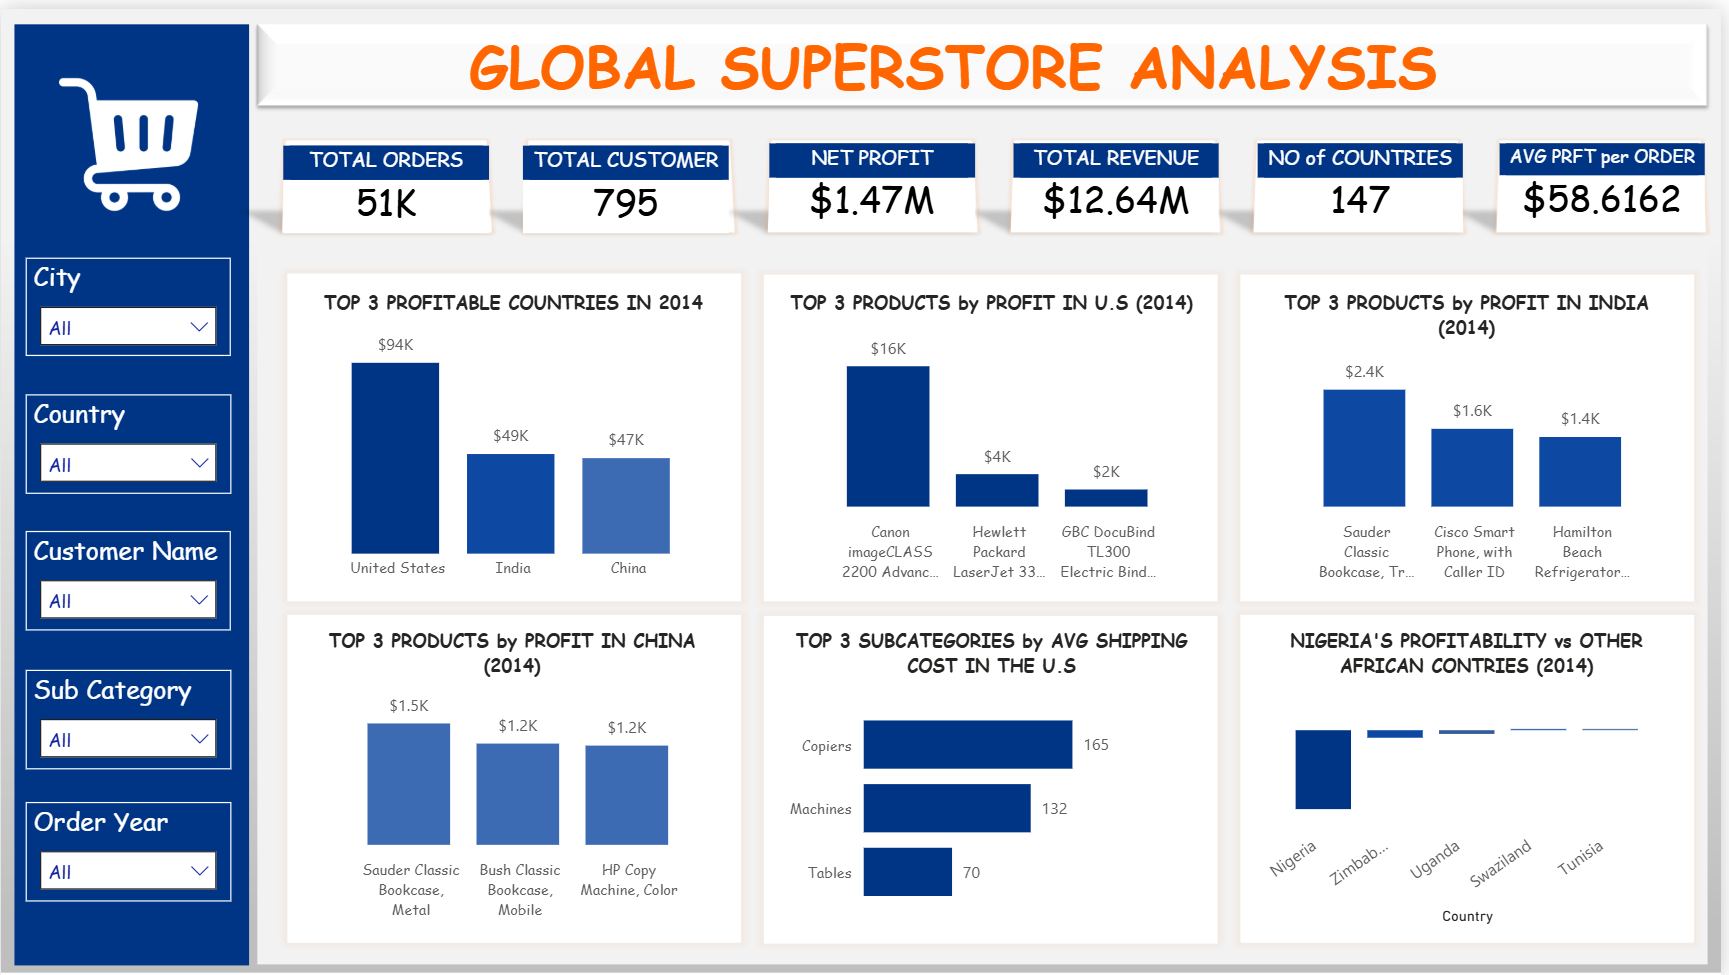 GLOBAL SUPERSTORE ANALYSIS
TOTAL ORDERS
51K
TOTAL CUSTOMER
795
NET PROFIT
$1.47M
TOTAL REVENUE
$12.64M
NO of COUNTRIES
147
AVG PRFT per ORDER
$58.6162
City
All
Country
All
Customer Name
All
Sub Category
All
Order Year
All
TOP 3 PROFITABLE COUNTRIES IN 2014
$94K
$49K
$47K
United States
India
China
TOP 3 PRODUCTS by PROFIT IN U.S (2014)
$16K
$4K
$2K
Canon
imageCLASS
2200 Advanc...
Hewlett
Packard
LaserJet 33...
GBC DocuBind
TL300
Electric Bind...
TOP 3 PRODUCTS by PROFIT IN INDIA
(2014)
$2.4K
$1.6K
$1.4K
Sauder
Classic
Bookcase, Tr...
Cisco Smart
Phone, with
Caller ID
Hamilton
Beach
Refrigerator...
TOP 3 PRODUCTS by PROFIT IN CHINA
(2014)
$1.5K
$1.2K
$1.2K
Sauder Classic
Bookcase,
Metal
Bush Classic
Bookcase,
Mobile
HP Copy
Machine, Color
TOP 3 SUBCATEGORIES by AVG SHIPPING
COST IN THE U.S
Copiers
165
Machines
132
Tables
70
NIGERIA'S PROFITABILITY vs OTHER
AFRICAN CONTRIES (2014)
Nigeria
Zimbab...
Uganda
Swaziland
Tunisia
Country